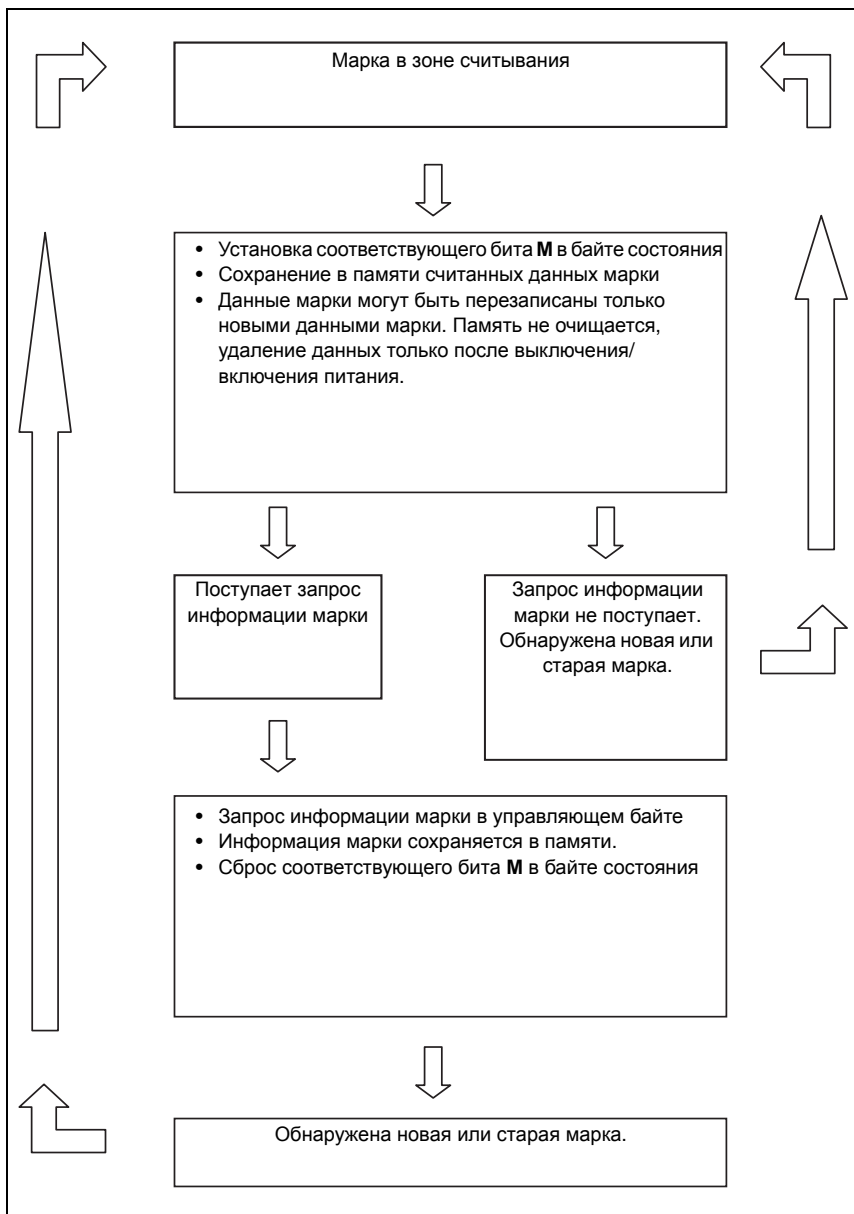 Марка в зоне считывания
• Установка соответствующего бита M в байте состояния
• Сохранение в памяти считанных данных марки
• Данные марки могут быть перезаписаны только
новыми данными марки. Память не очищается,
удаление данных только после выключения/
включения питания.
Поступает запрос
информации марки
Запрос информации
марки не поступает.
Обнаружена новая или
старая марка.
• Запрос информации марки в управляющем байте
• Информация марки сохраняется в памяти.
• Сброс соответствующего бита M в байте состояния
Обнаружена новая или старая марка.